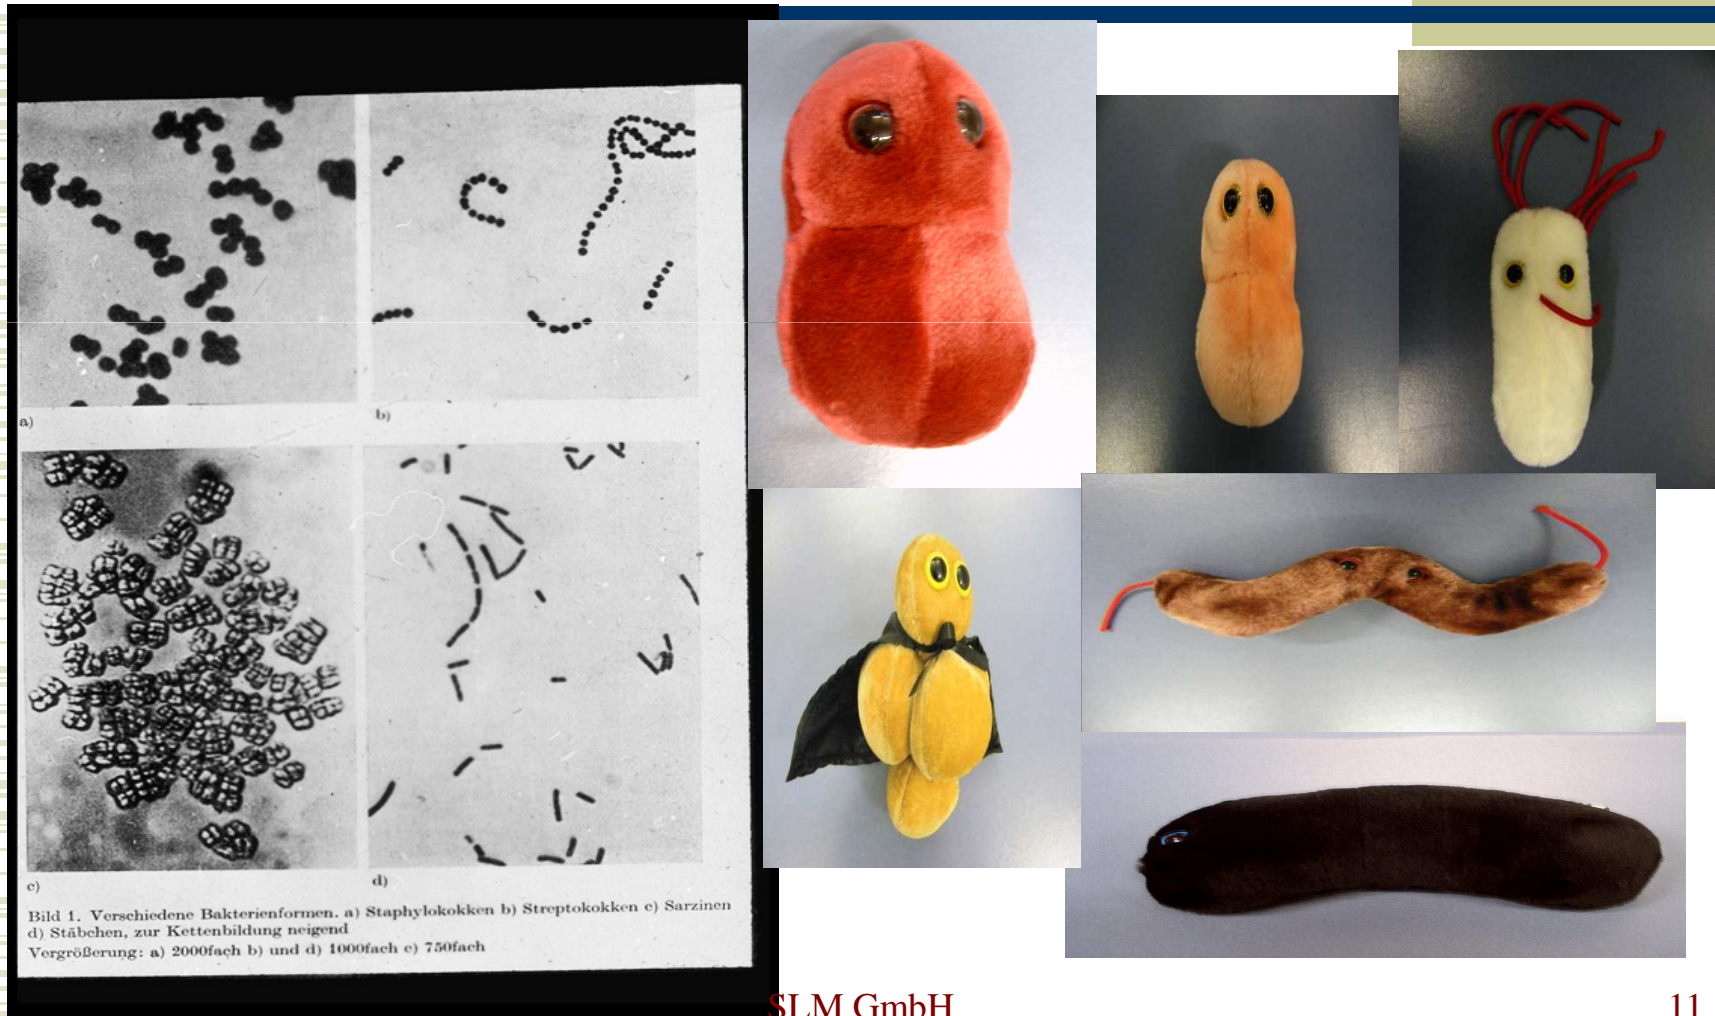 a)
b)
c)
d)
Bild 1. Verschiedene Bakterienformen. a) Staphylokokken b) Streptokokken c) Sarzinen
d) Stäbchen, zur Kettenbildung neigend
Vergrößerung: a) 2000fach b) und d) 1000fach c) 750fach
SLM GmbH
11